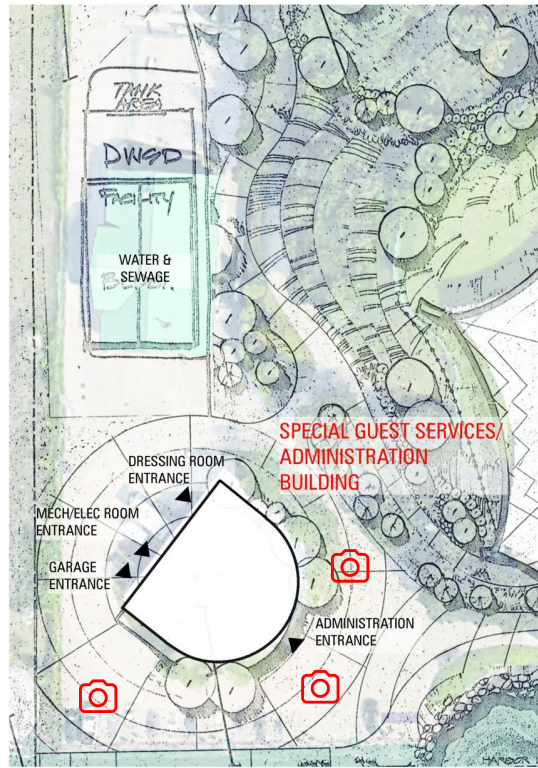 TANK
AREA
DWSD
FACILITY
WATER &
SEWAGE
SPECIAL GUEST SERVICES/
ADMINISTRATION
BUILDING
DRESSING ROOM
ENTRANCE
MECH/ELEC ROOM
ENTRANCE
GARAGE
ENTRANCE
ADMINISTRATION
ENTRANCE
HARBOR